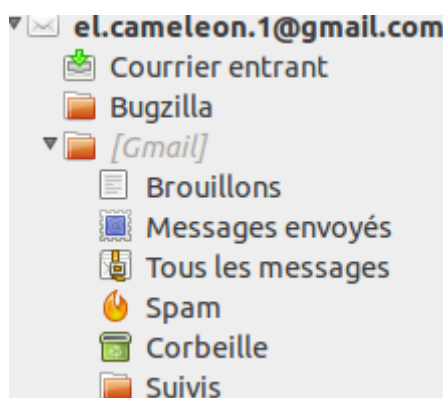 el.cameleon.1@gmail.com
Courrier entrant
Bugzilla
[Gmail]
Brouillons
Messages envoyés
Tous les messages
Spam
Corbeille
Suivis